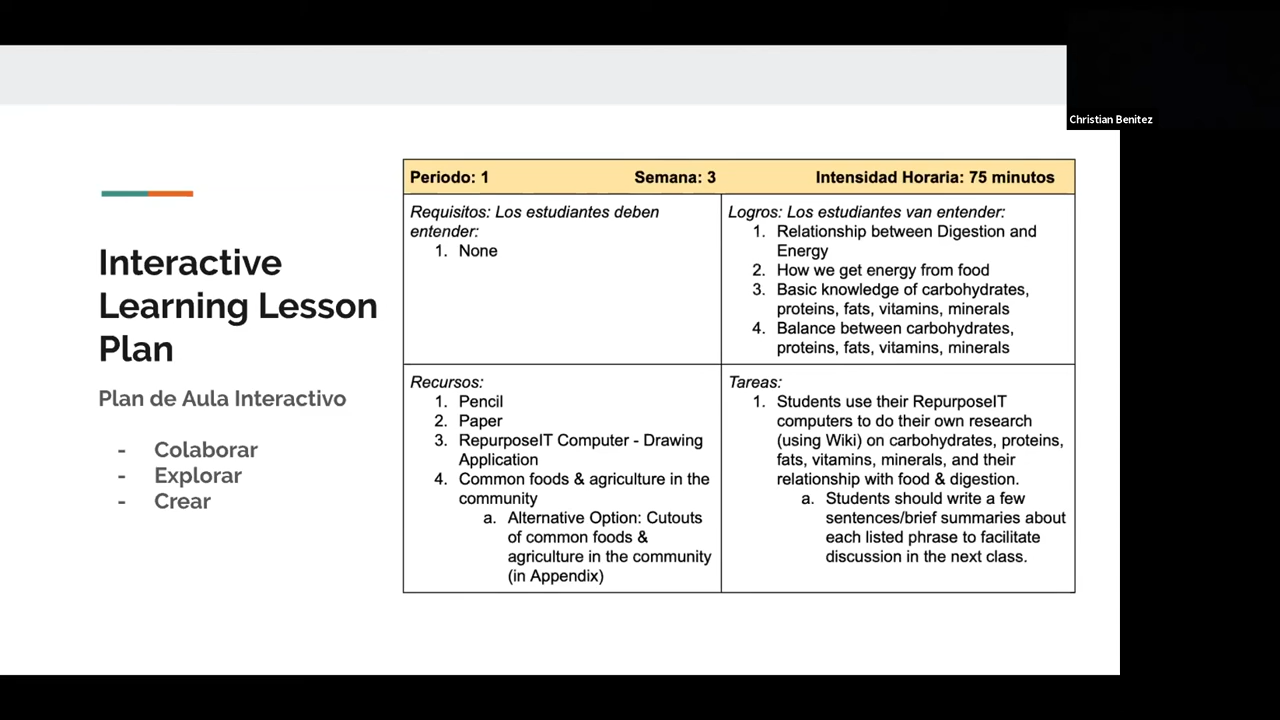 Christian Benitez
Interactive
Learning Lesson
Plan
Plan de Aula Interactivo
- Colaborar
- Explorar
- Crear
Periodo: 1 Semana: 3 Intensidad Horaria: 75 minutos
Requisitos: Los estudiantes deben
entender:
1. None
Logros: Los estudiantes van entender:
1. Relationship between Digestion and
Energy
2. How we get energy from food
3. Basic knowledge of carbohydrates,
proteins, fats, vitamins, minerals
4. Balance between carbohydrates,
proteins, fats, vitamins, minerals
Recursos:
1. Pencil
2. Paper
3. RepurposeIT Computer - Drawing
Application
4. Common foods & agriculture in the
community
a. Alternative Option: Cutouts
of common foods &
agriculture in the community
(in Appendix)
Tareas:
1. Students use their RepurposeIT
computers to do their own research
(using Wiki) on carbohydrates, proteins,
fats, vitamins, minerals, and their
relationship with food & digestion.
a. Students should write a few
sentences/brief summaries about
each listed phrase to facilitate
discussion in the next class.